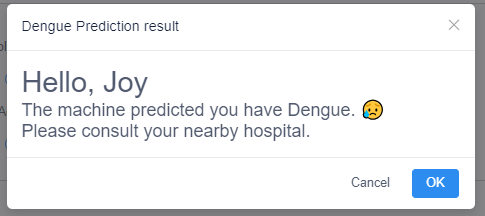 Dengue Prediction result
Hello, Joy
The machine predicted you have Dengue. 😥
Please consult your nearby hospital.
Cancel
OK